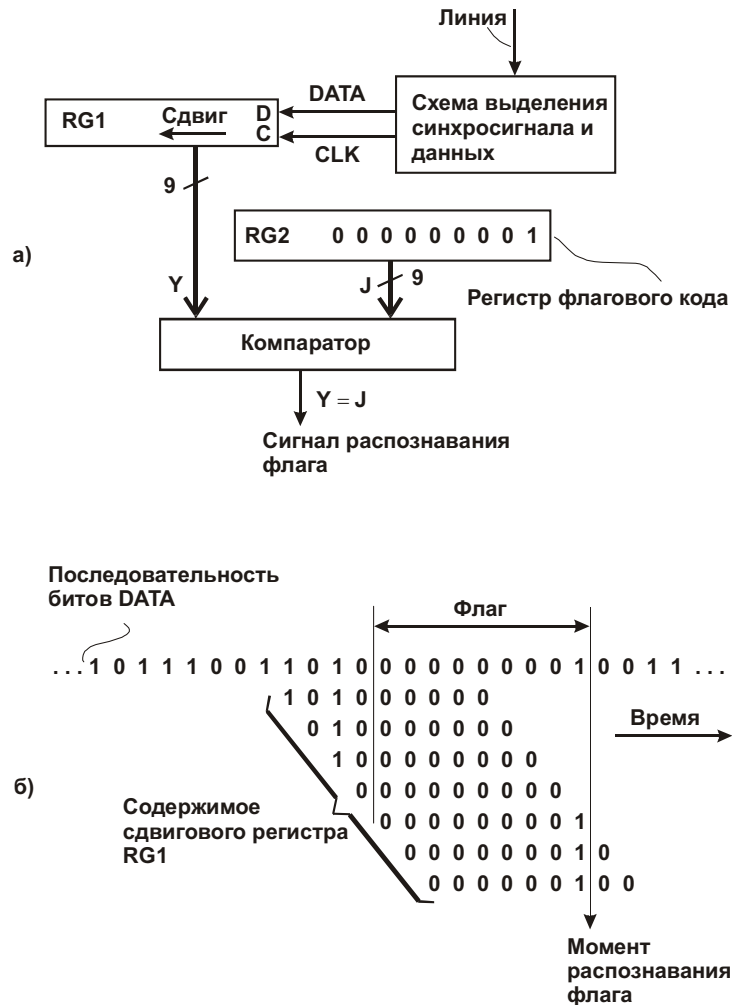 Линия
DATA
RG1 Сдвиг D
C
CLK
Схема выделения
синхросигнала и
данных
9
RG2 0 0 0 0 0 0 0 0 1
а)
Y
J 9
Регистр флагового кода
Компаратор
Y = J
Сигнал распознавания
флага
Последовательность
битов DATA
Флаг
...1 0 1 1 1 0 0 1 1 0 1 0 0 0 0 0 0 0 0 0 1 0 0 1 1 ...
1 0 1 0 0 0 0 0 0
0 1 0 0 0 0 0 0 0
Время
1 0 0 0 0 0 0 0 0
б)
0 0 0 0 0 0 0 0 0
Содержимое
сдвигового регистра
RG1
0 0 0 0 0 0 0 0 1
0 0 0 0 0 0 0 1 0
0 0 0 0 0 0 1 0 0
Момент
распознавания
флага